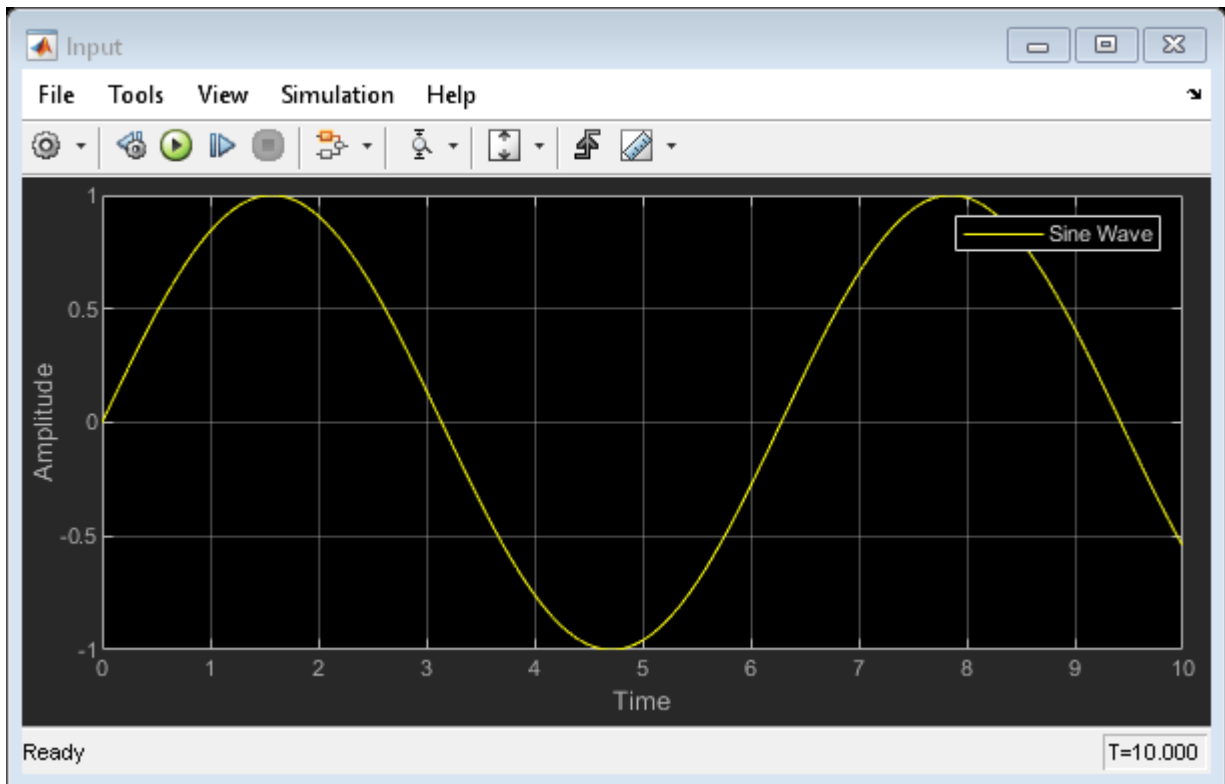 Input
File Tools View Simulation Help
Sine Wave
1
0.5
0
-0.5
-1
Amplitude
0 1 2 3 4 5 6 7 8 9 10
Time
Ready T=10.000